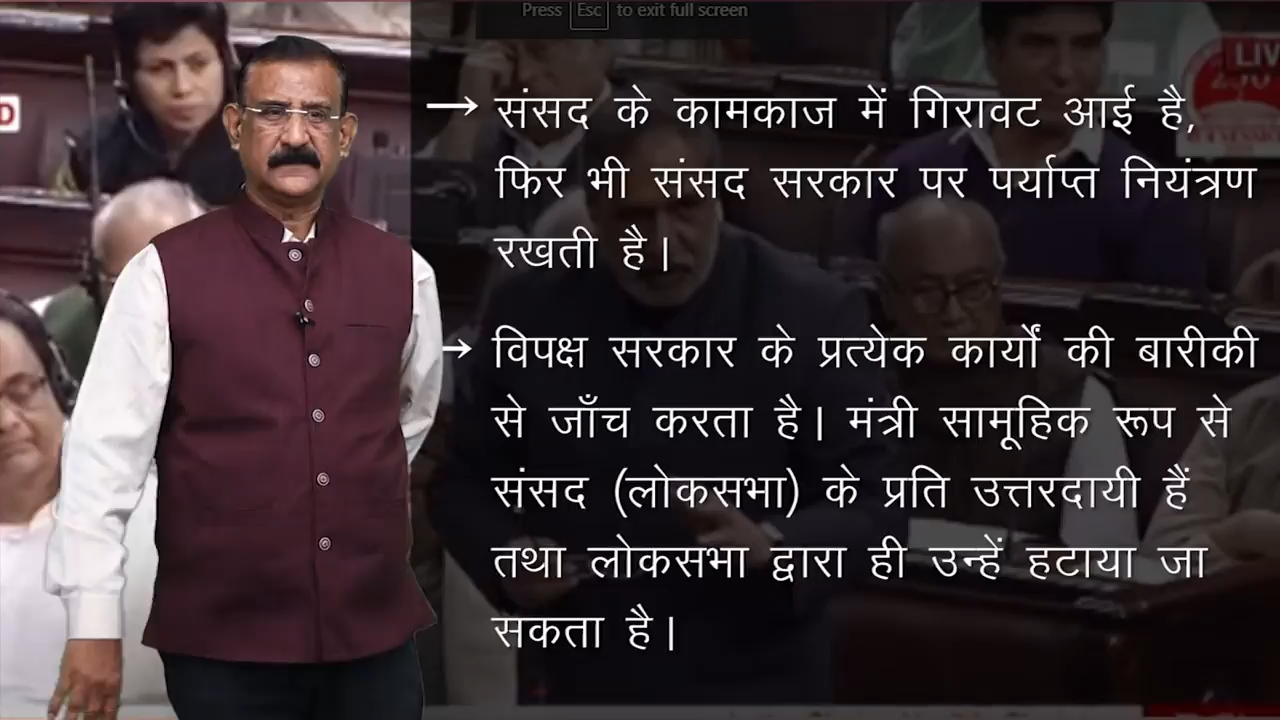 Press Esc to exit full screen
D
LIV
→ संसद के कामकाज में गिरावट आई है,
फिर भी संसद सरकार पर पर्याप्त नियंत्रण
रखती है।
→ विपक्ष सरकार के प्रत्येक कार्यों की बारीकी
से जाँच करता है। मंत्री सामूहिक रूप से
संसद (लोकसभा) के प्रति उत्तरदायी हैं
तथा लोकसभा द्वारा ही उन्हें हटाया जा
सकता है।